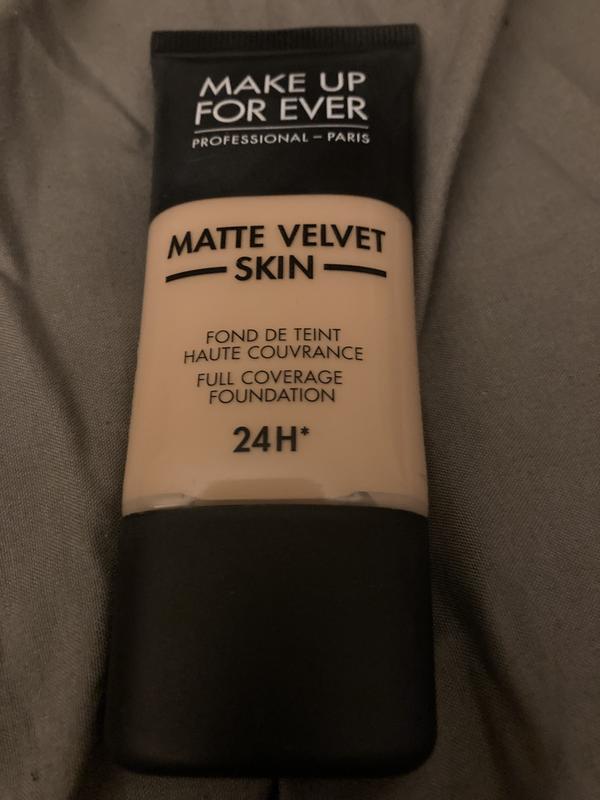 MAKE UP
FOR EVER
PROFESSIONAL – PARIS
MATTE VELVET
SKIN
FOND DE TEINT
HAUTE COUVRANCE
FULL COVERAGE
FOUNDATION
24H*